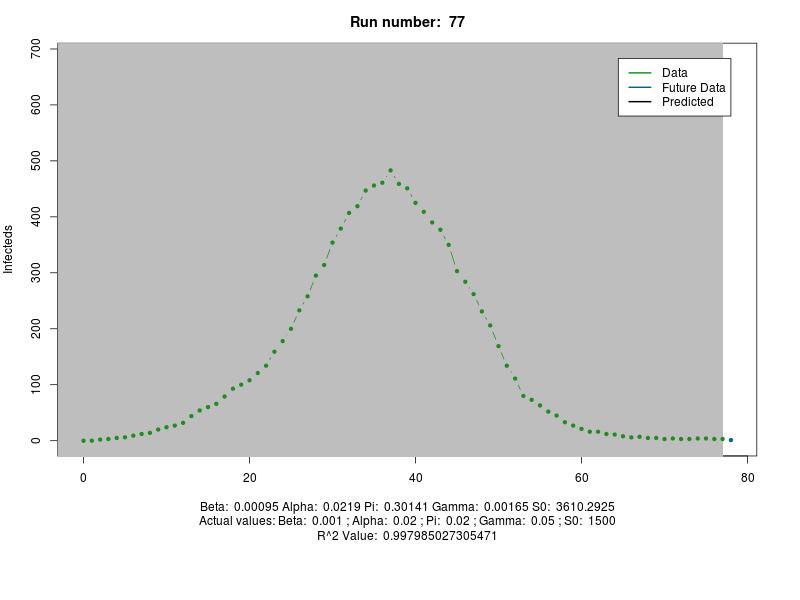 Run number: 77
700
600
500
400
300
200
100
0
Infecteds
Data
Future Data
Predicted
0 20 40 60 80
Beta: 0.00095 Alpha: 0.0219 Pi: 0.30141 Gamma: 0.00165 S0: 3610.2925
Actual values: Beta: 0.001 ; Alpha: 0.02 ; Pi: 0.02 ; Gamma: 0.05 ; S0: 1500
R^2 Value: 0.997985027305471